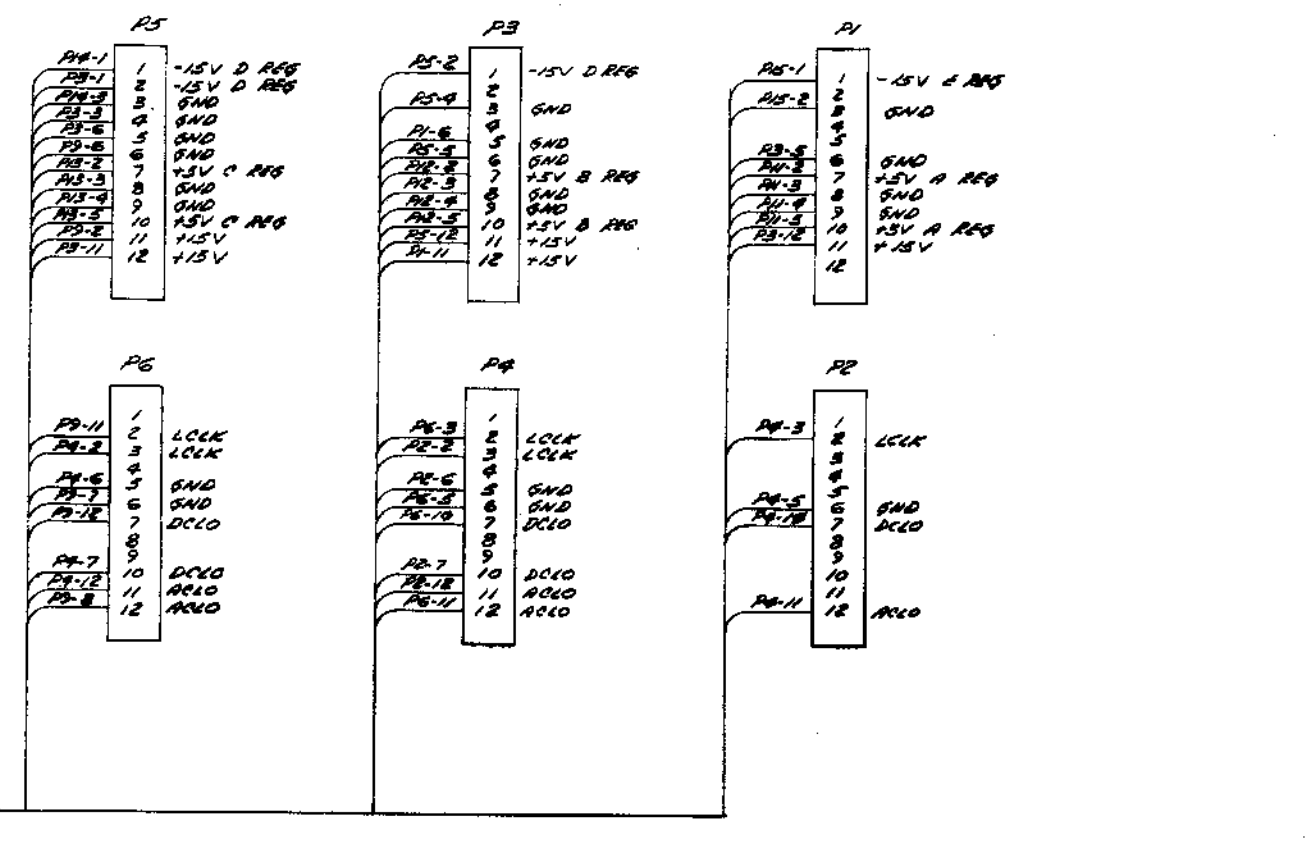 P5
P14-1 1 -15V D REG
P3-1 2 -15V D REG
P14-3 3 GND
P3-3 4 GND
P3-6 5 GND
P9-6 6 GND
P13-2 7 +5V C REG
P13-3 8 GND
P13-4 9 GND
P13-5 10 +5V C REG
P9-2 11 +15V
P3-11 12 +15V
P3
P5-2 1 -15V D REG
2
P5-4 3 GND
4
P1-6 5 GND
P5-5 6 GND
P12-2 7 +5V B REG
P12-3 8 GND
P12-4 9 GND
P12-5 10 +5V B REG
P5-12 11 +15V
P1-11 12 +15V
P1
P15-1 1 -15V E REG
2
P15-2 3 GND
4
5
P3-5 6 GND
P11-2 7 +5V A REG
P11-3 8
P11-4 9 GND
P11-5 10 +5V A REG
P3-12 11 +15V
12
P6
1
P9-11 2 LCLK
P4-2 3 LCLK
4
P4-6 5 GND
P9-7 6 GND
P9-12 7 DCLO
8
9
P4-7 10 DCLO
P4-12 11 ACLO
P9-8 12 ACLO
P4
1
P6-3 2 LCLK
P2-2 3 LCLK
4
P2-6 5 GND
P6-5 6 GND
P6-10 7 DCLO
8
9
P2-7 10 DCLO
P2-12 11 ACLO
P6-11 12 ACLO
P2
1
P4-3 2 LCLK
3
4
5
P4-5 6 GND
P4-10 7 DCLO
8
9
10
11
P4-11 12 ACLO